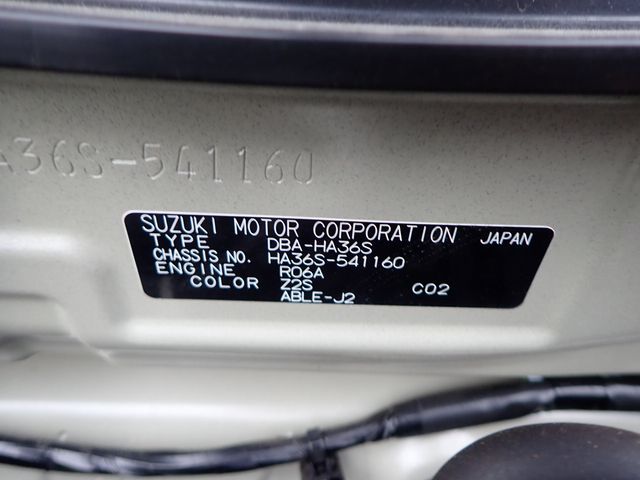 A36S-541160
SUZUKI MOTOR CORPORATION JAPAN
TYPE DBA-HA36S
CHASSIS NO. HA36S-541160
ENGINE R06A
COLOR Z2S C02
ABLE-J2